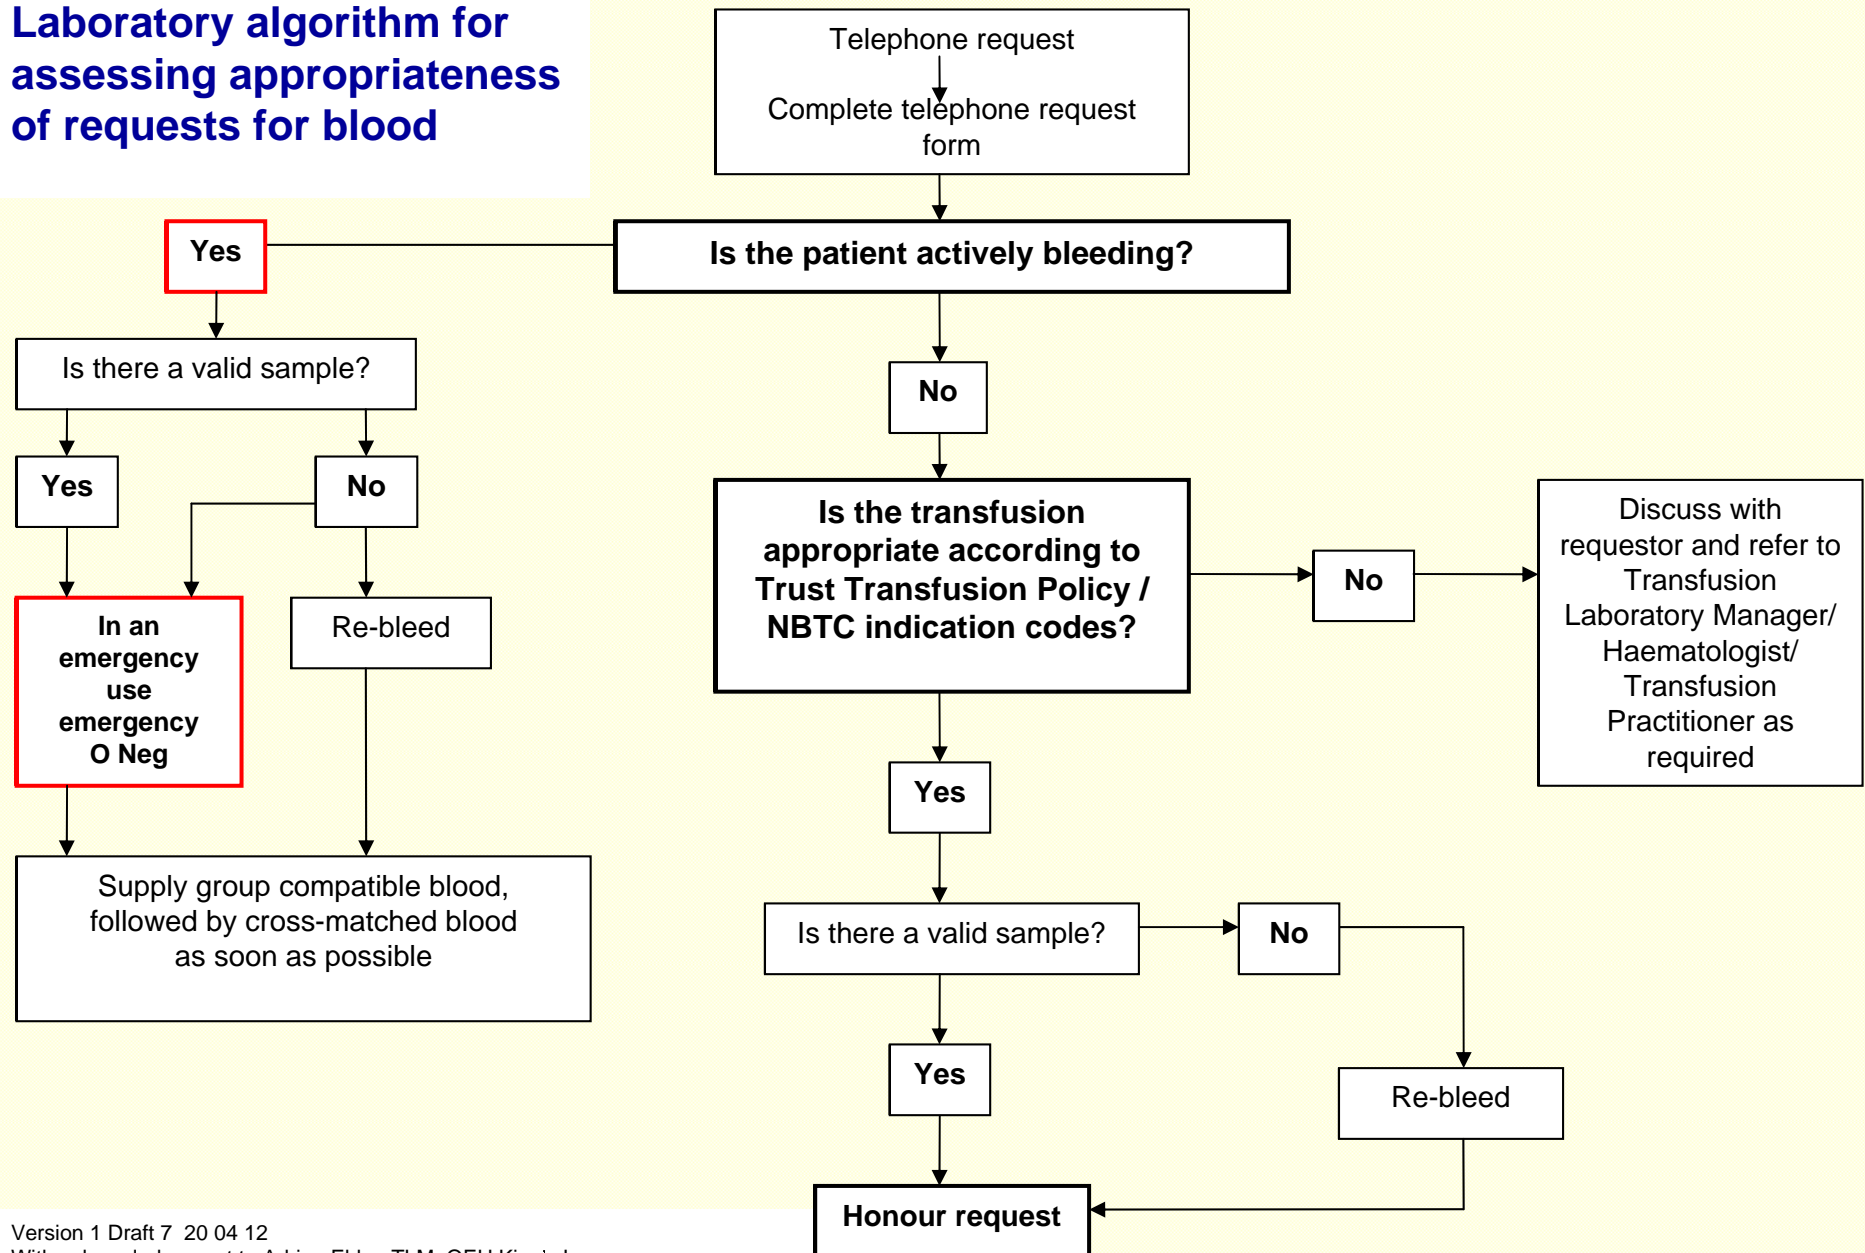 Laboratory algorithm for
assessing appropriateness
of requests for blood
Telephone request
Complete telephone request
form
Yes
Is the patient actively bleeding?
Is there a valid sample?
No
Yes
No
Is the transfusion
appropriate according to
Trust Transfusion Policy /
NBTC indication codes?
No
Discuss with
requestor and refer to
Transfusion
Laboratory Manager/
Haematologist/
Transfusion
Practitioner as
required
In an
emergency
use
emergency
O Neg
Re-bleed
Yes
Supply group compatible blood,
followed by cross-matched blood
as soon as possible
Is there a valid sample?
No
Yes
Re-bleed
Honour request
Version 1 Draft 7 20 04 12